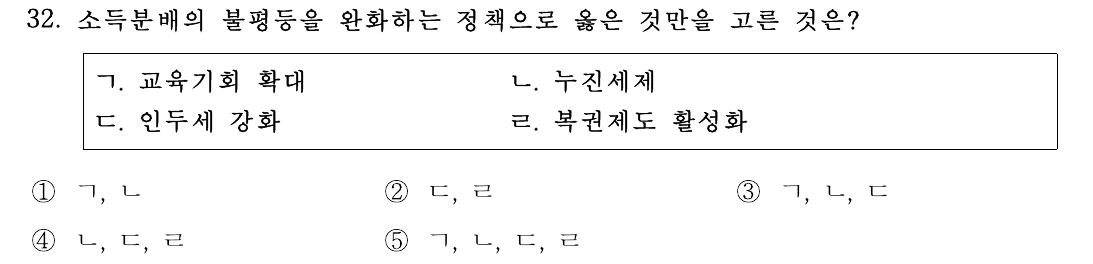 32. 소득분배의 불평등을 완화하는 정책으로 옳은 것만을 고른 것은?
ㄱ. 교육기회 확대 ㄴ. 누진세제
ㄷ. 인두세 강화 ㄹ. 복권제도 활성화
① ㄱ, ㄴ ② ㄷ, ㄹ ③ ㄱ, ㄴ, ㄷ
④ ㄴ, ㄷ, ㄹ ⑤ ㄱ, ㄴ, ㄷ, ㄹ